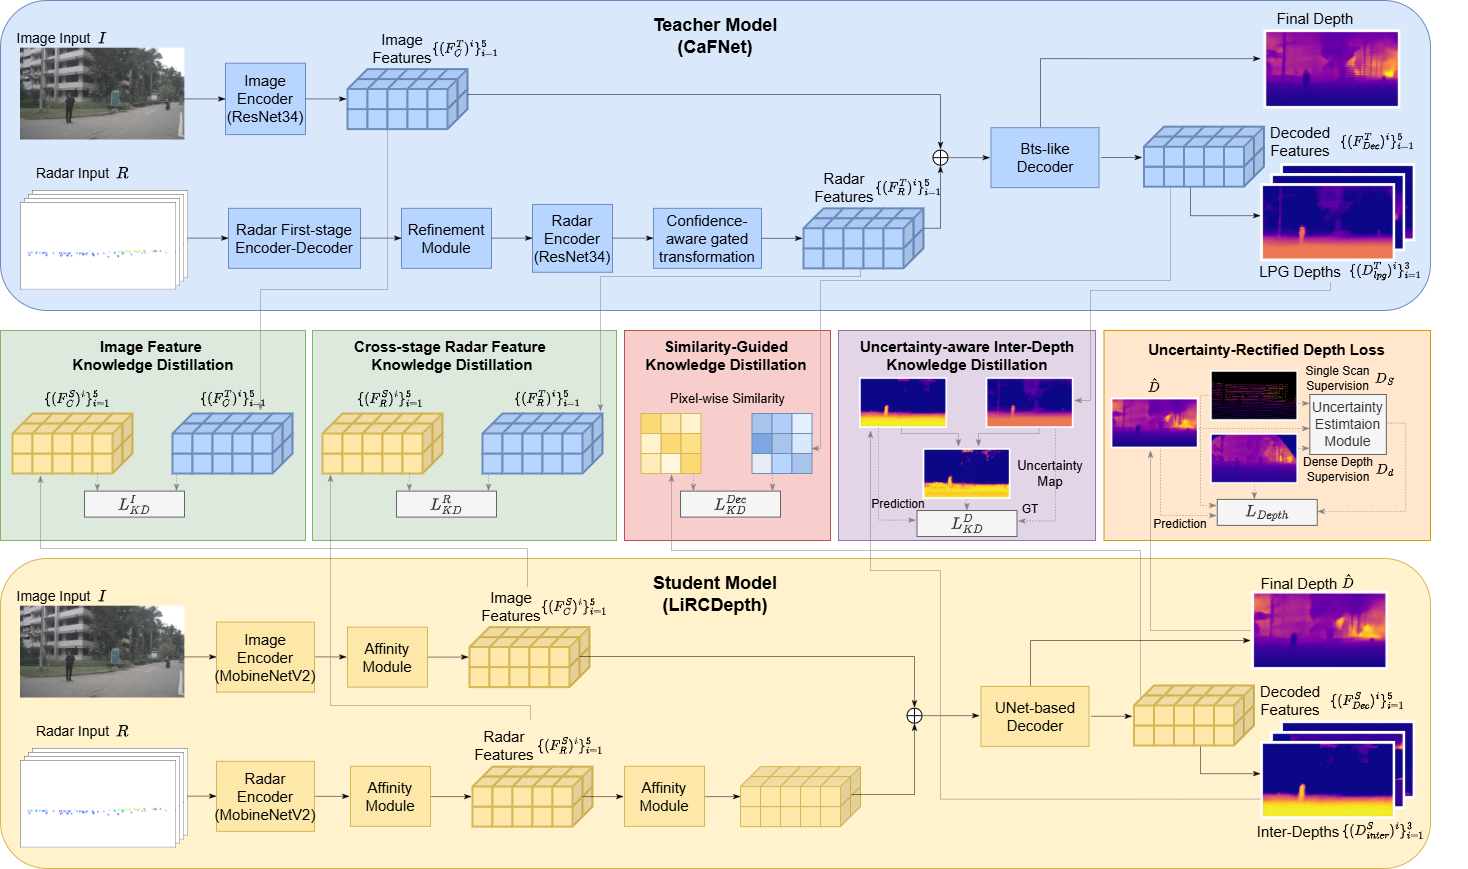 Teacher Model
(CaFNet)
Image Input I
Image
Encoder
(ResNet34)
Image
Features {(F_C^T)^i}_{i=1}^5
Radar Input R
Radar First-stage
Encoder-Decoder
Refinement
Module
Radar
Encoder
(ResNet34)
Confidence-
aware gated
transformation
Radar
Features {(F_R^T)^i}_{i=1}^5
Bts-like
Decoder
Final Depth
Decoded
Features {(F_{Dec}^T)^i}_{i=1}^5
LPG Depths {(D_{lpg}^T)^i}_{i=1}^3
Image Feature
Knowledge Distillation
{(F_C^S)^i}_{i=1}^5
{(F_C^T)^i}_{i=1}^5
L_{KD}^I
Cross-stage Radar Feature
Knowledge Distillation
{(F_R^S)^i}_{i=1}^5
{(F_R^T)^i}_{i=1}^5
L_{KD}^R
Similarity-Guided
Knowledge Distillation
Pixel-wise Similarity
L_{KD}^{Dec}
Uncertainty-aware Inter-Depth
Knowledge Distillation
Uncertainty
Map
Prediction
GT
L_{KD}^D
Uncertainty-Rectified Depth Loss
D̂
Single Scan
Supervision D_S
Uncertainty
Estimtaion
Module
Dense Depth
Supervision D_d
Prediction
L_{Depth}
Student Model
(LiRCDepth)
Image Input I
Image
Encoder
(MobineNetV2)
Affinity
Module
Image
Features {(F_C^S)^i}_{i=1}^5
Radar Input R
Radar
Encoder
(MobineNetV2)
Affinity
Module
Radar
Features {(F_R^S)^i}_{i=1}^5
Affinity
Module
UNet-based
Decoder
Final Depth D̂
Decoded
Features {(F_{Dec}^S)^i}_{i=1}^5
Inter-Depths {(D_{inter}^S)^i}_{i=1}^3